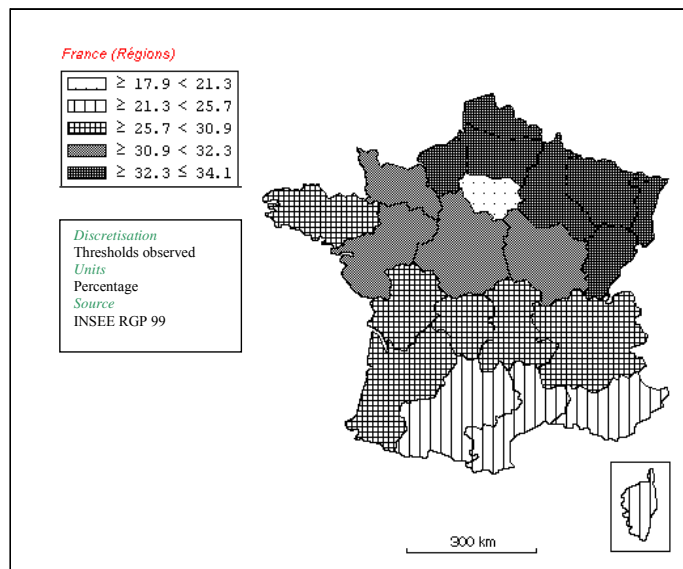 France (Régions)
≥ 17.9 < 21.3
≥ 21.3 < 25.7
≥ 25.7 < 30.9
≥ 30.9 < 32.3
≥ 32.3 ≤ 34.1
Discretisation
Thresholds observed
Units
Percentage
Source
INSEE RGP 99
300 km